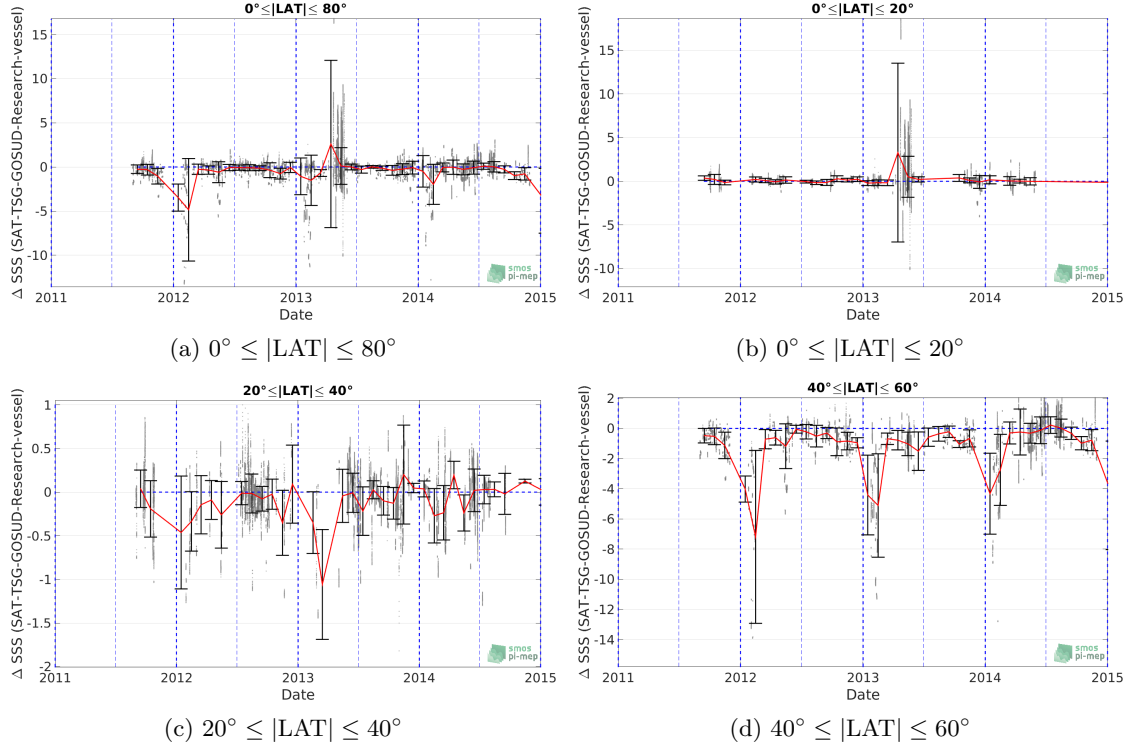 0°≤|LAT|≤ 80°
Δ SSS (SAT-TSG-GOSUD-Research-vessel)
15
10
5
0
-5
-10
2011
2012
2013
2014
2015
Date
smos
pi-mep
(a) 0° ≤ |LAT| ≤ 80°
0°≤|LAT|≤ 20°
Δ SSS (SAT-TSG-GOSUD-Research-vessel)
15
10
5
0
-5
-10
2011
2012
2013
2014
2015
Date
smos
pi-mep
(b) 0° ≤ |LAT| ≤ 20°
20°≤|LAT|≤ 40°
Δ SSS (SAT-TSG-GOSUD-Research-vessel)
1
0.5
0
-0.5
-1
-1.5
-2
2011
2012
2013
2014
2015
Date
smos
pi-mep
(c) 20° ≤ |LAT| ≤ 40°
40°≤|LAT|≤ 60°
Δ SSS (SAT-TSG-GOSUD-Research-vessel)
2
0
-2
-4
-6
-8
-10
-12
-14
2011
2012
2013
2014
2015
Date
smos
pi-mep
(d) 40° ≤ |LAT| ≤ 60°